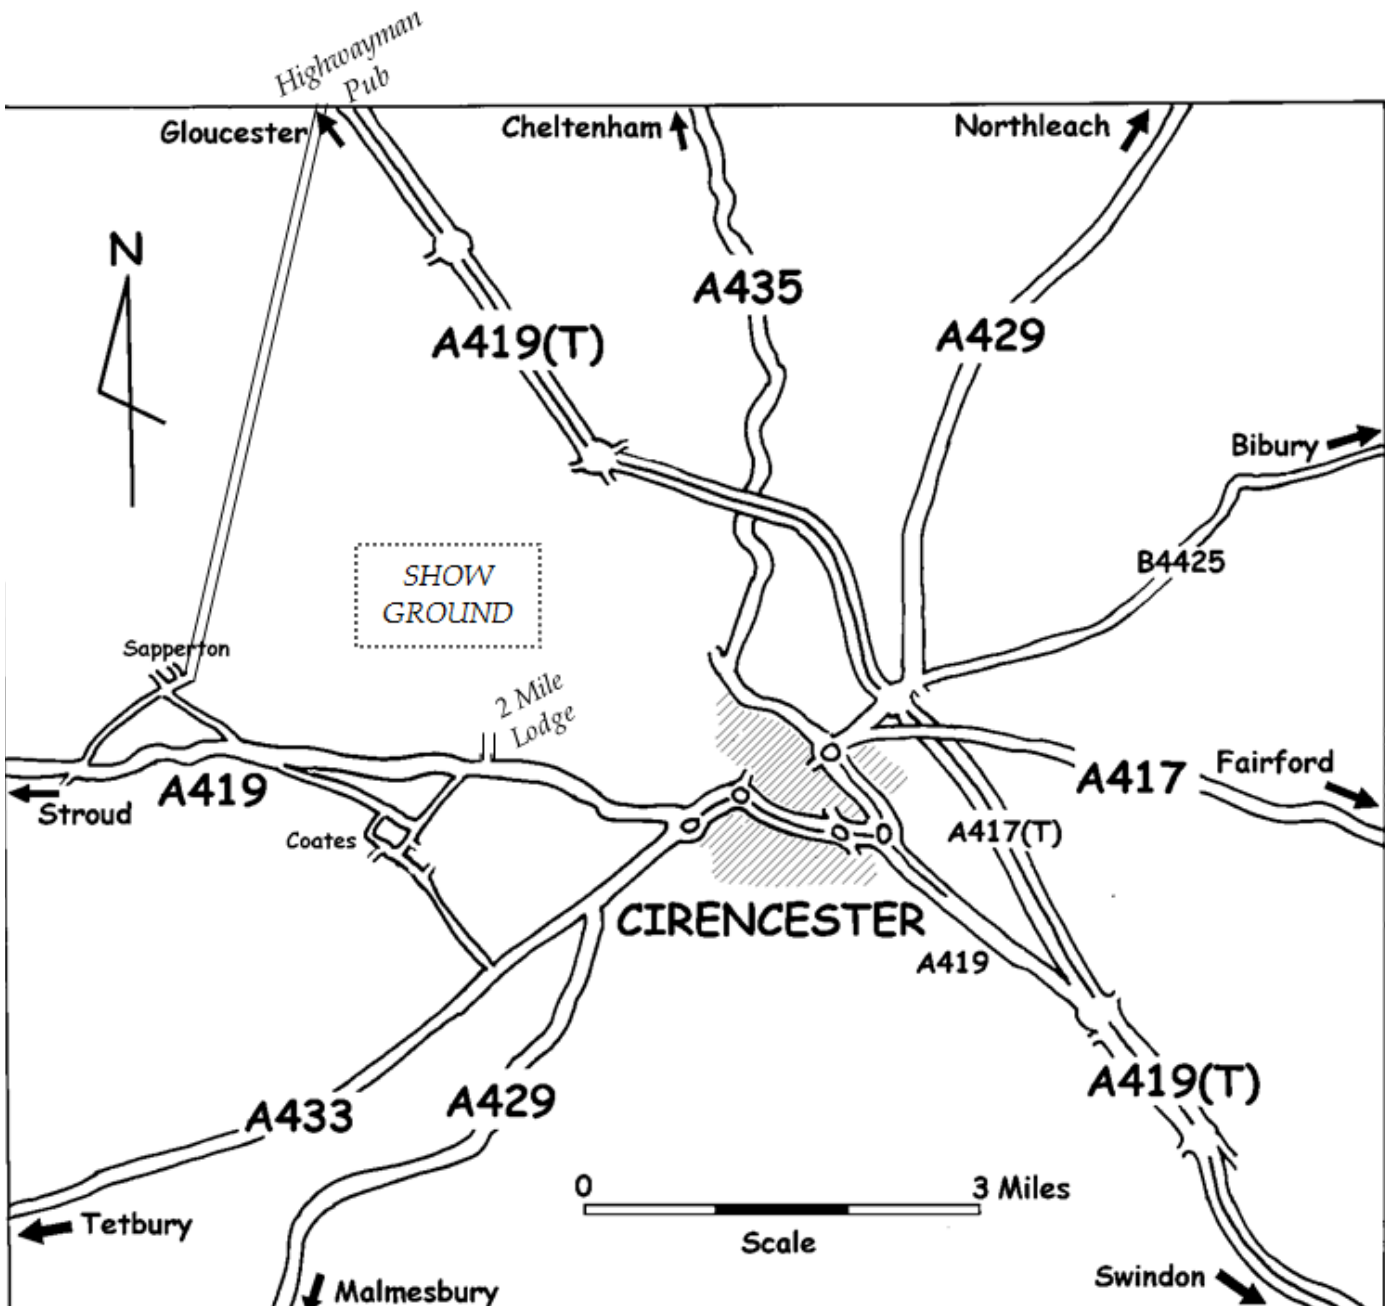 Highwayman
Pub
Gloucester
Cheltenham
Northleach
N
A435
A419(T)
A429
Bibury
B4425
SHOW
GROUND
Sapperton
2 Mile
Lodge
A419
Stroud
Coates
Fairford
A417
A417(T)
CIRENCESTER
A419
A433
A429
A419(T)
0
3 Miles
Scale
Tetbury
Malmesbury
Swindon